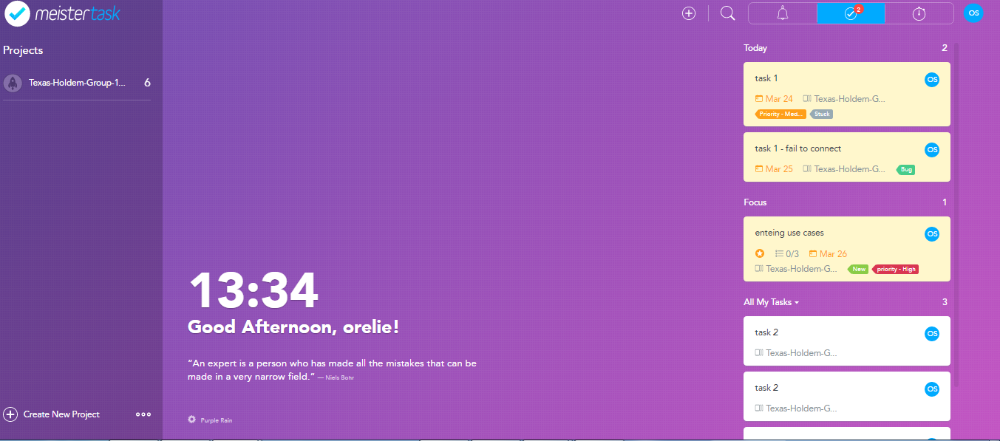 meistertask
2
OS
Projects
Texas-Holdem-Group-1... 6
13:34
Good Afternoon, orelie!
“An expert is a person who has made all the mistakes that can be
made in a very narrow field.” — Niels Bohr
Purple Rain
Create New Project
Today 2
task 1 OS
Mar 24 Texas-Holdem-G...
Priority - Med... Stuck
task 1 - fail to connect OS
Mar 25 Texas-Holdem-G... Bug
Focus 1
enteing use cases OS
0/3 Mar 26
Texas-Holdem-G... New priority - High
All My Tasks 3
task 2 OS
Texas-Holdem-G...
task 2 OS
Texas-Holdem-G...